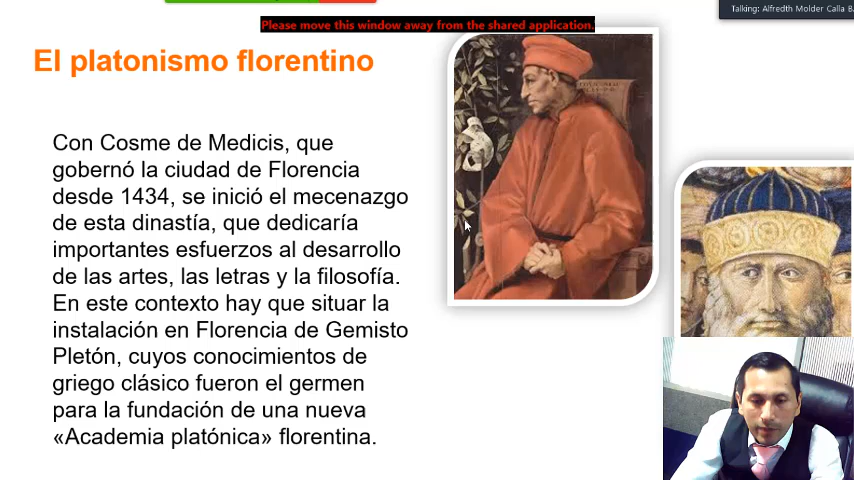 Talking: Alfredth Molder Calla B.
Please move this window away from the shared application.
El platonismo florentino
Con Cosme de Medicis, que
gobernó la ciudad de Florencia
desde 1434, se inició el mecenazgo
de esta dinastía, que dedicaría
importantes esfuerzos al desarrollo
de las artes, las letras y la filosofía.
En este contexto hay que situar la
instalación en Florencia de Gemisto
Pletón, cuyos conocimientos de
griego clásico fueron el germen
para la fundación de una nueva
«Academia platónica» florentina.